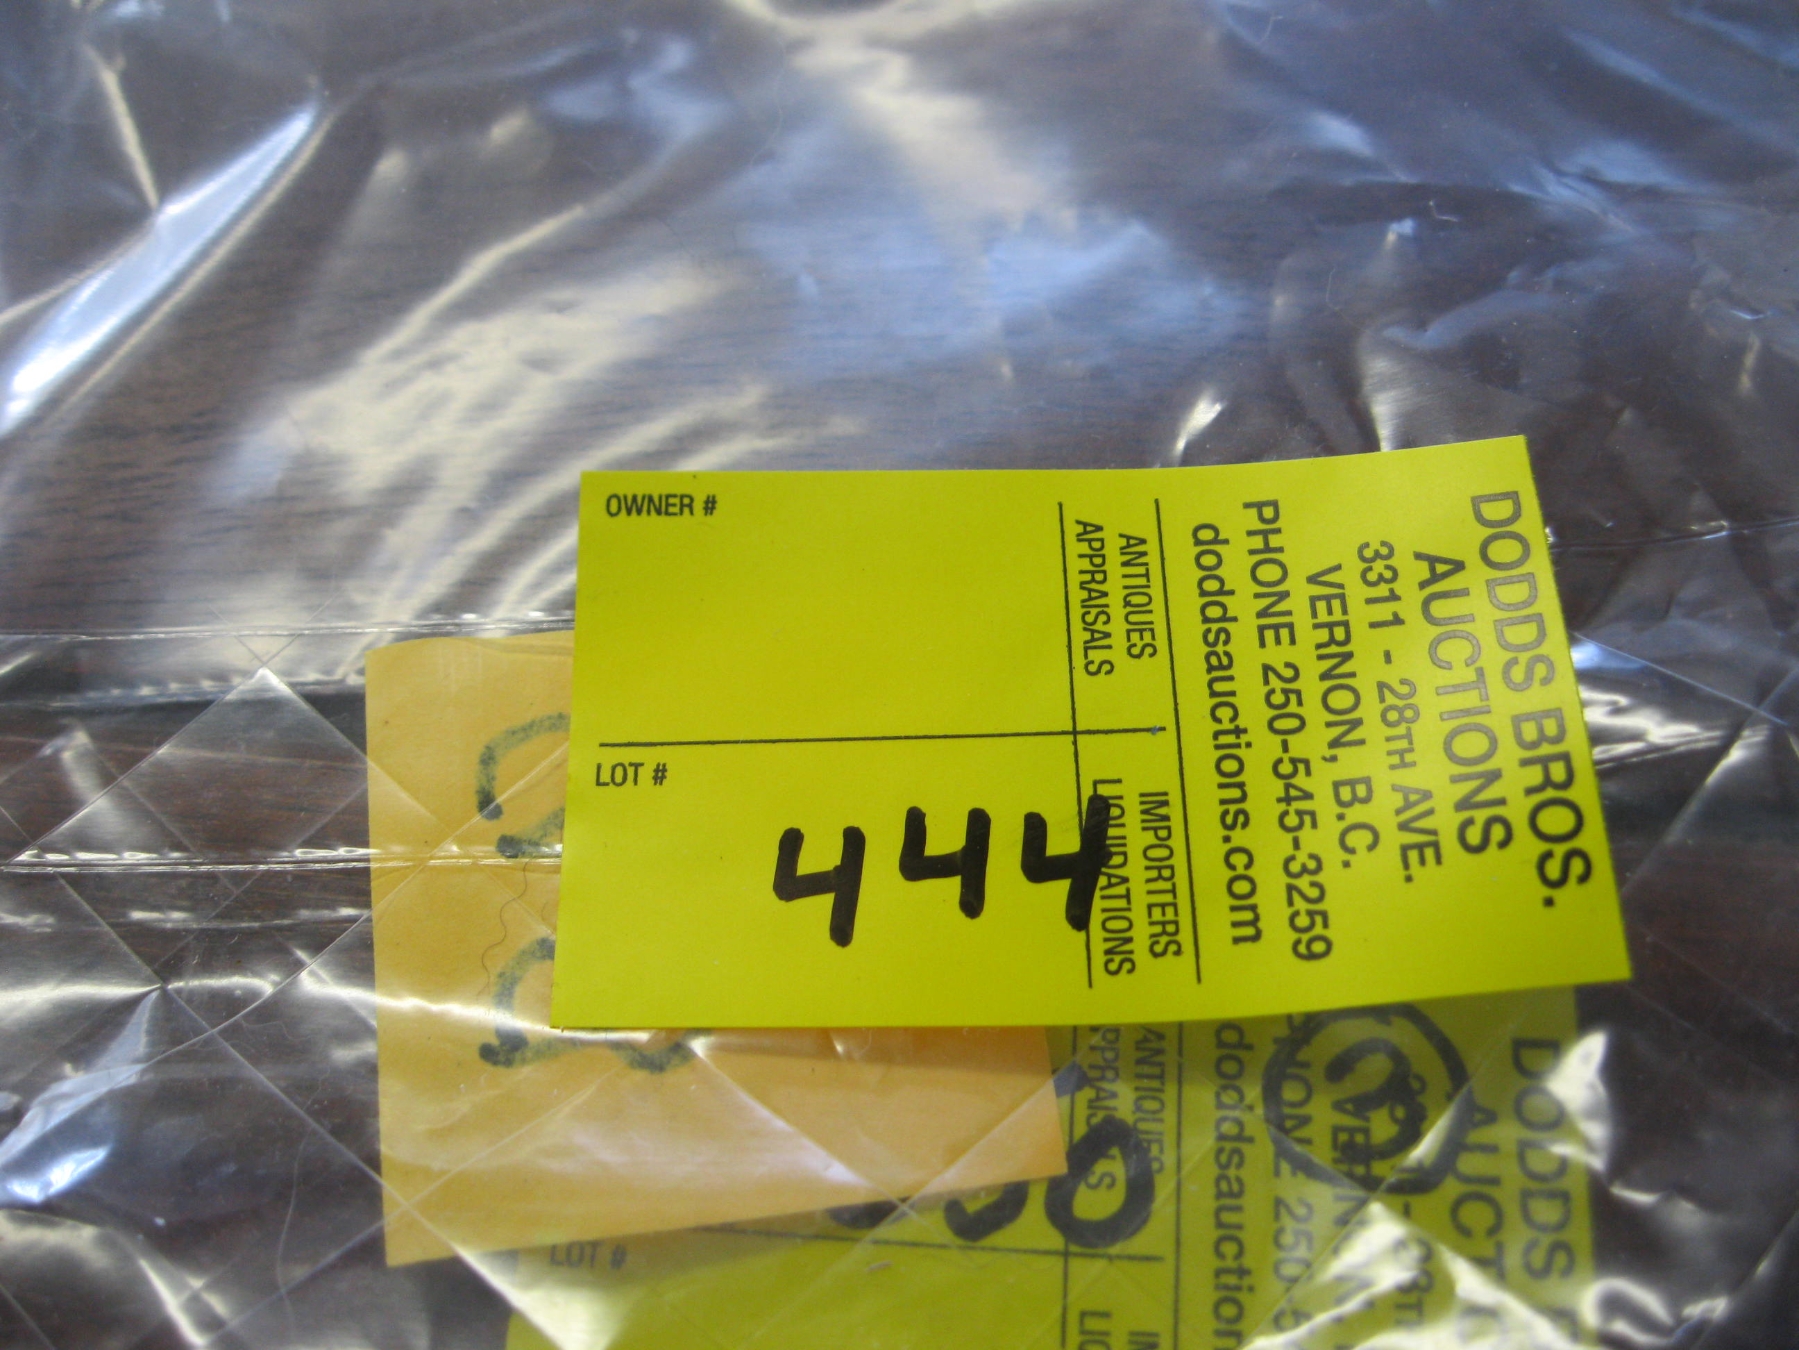 DODDS BROS.
AUCTIONS
3311 - 28TH AVE.
VERNON, B.C.
PHONE 250-545-3259
doddsauctions.com
ANTIQUES IMPORTERS
APPRAISALS LIQUIDATIONS
OWNER #
LOT #
444
DODDS
doddsauction
ANTIQUES
LOT #